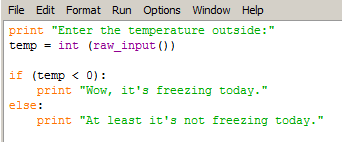 File Edit Format Run Options Window Help
print "Enter the temperature outside:"
temp = int (raw_input())

if (temp < 0):
    print "Wow, it's freezing today."
else:
    print "At least it's not freezing today."